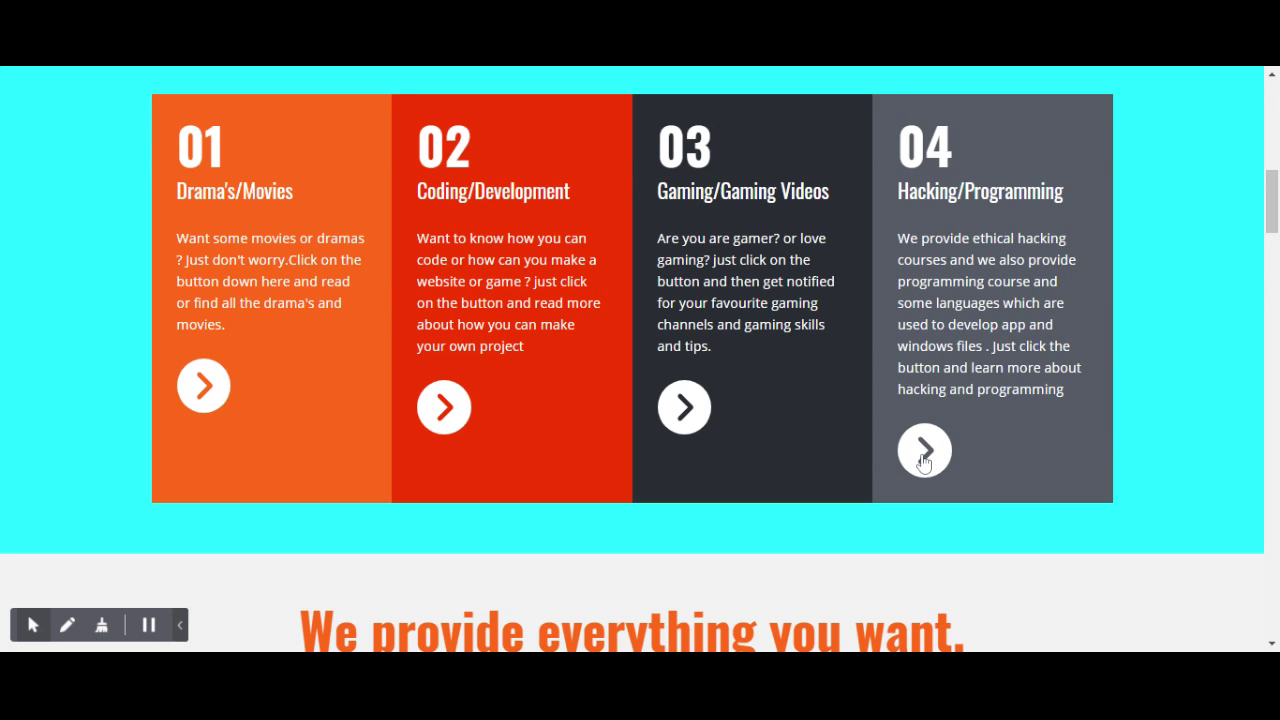 01
Drama's/Movies
Want some movies or dramas
? Just don't worry.Click on the
button down here and read
or find all the drama's and
movies.
02
Coding/Development
Want to know how you can
code or how can you make a
website or game ? just click
on the button and read more
about how you can make
your own project
03
Gaming/Gaming Videos
Are you are gamer? or love
gaming? just click on the
button and then get notified
for your favourite gaming
channels and gaming skills
and tips.
04
Hacking/Programming
We provide ethical hacking
courses and we also provide
programming course and
some languages which are
used to develop app and
windows files . Just click the
button and learn more about
hacking and programming
We provide everything you want.